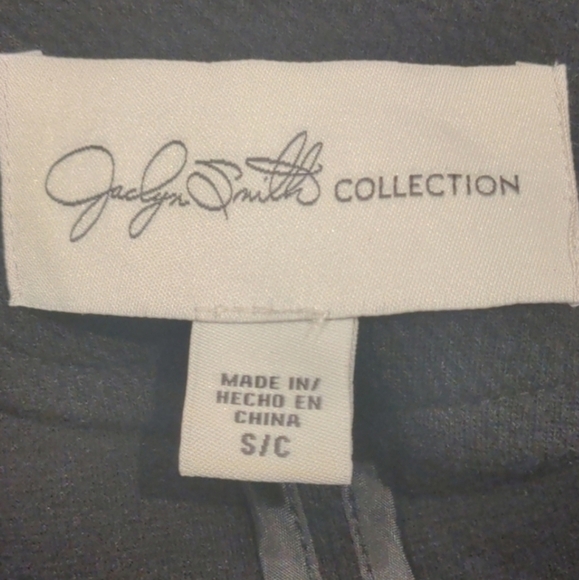 Jaclyn Smith COLLECTION
MADE IN/
HECHO EN
CHINA
S/C